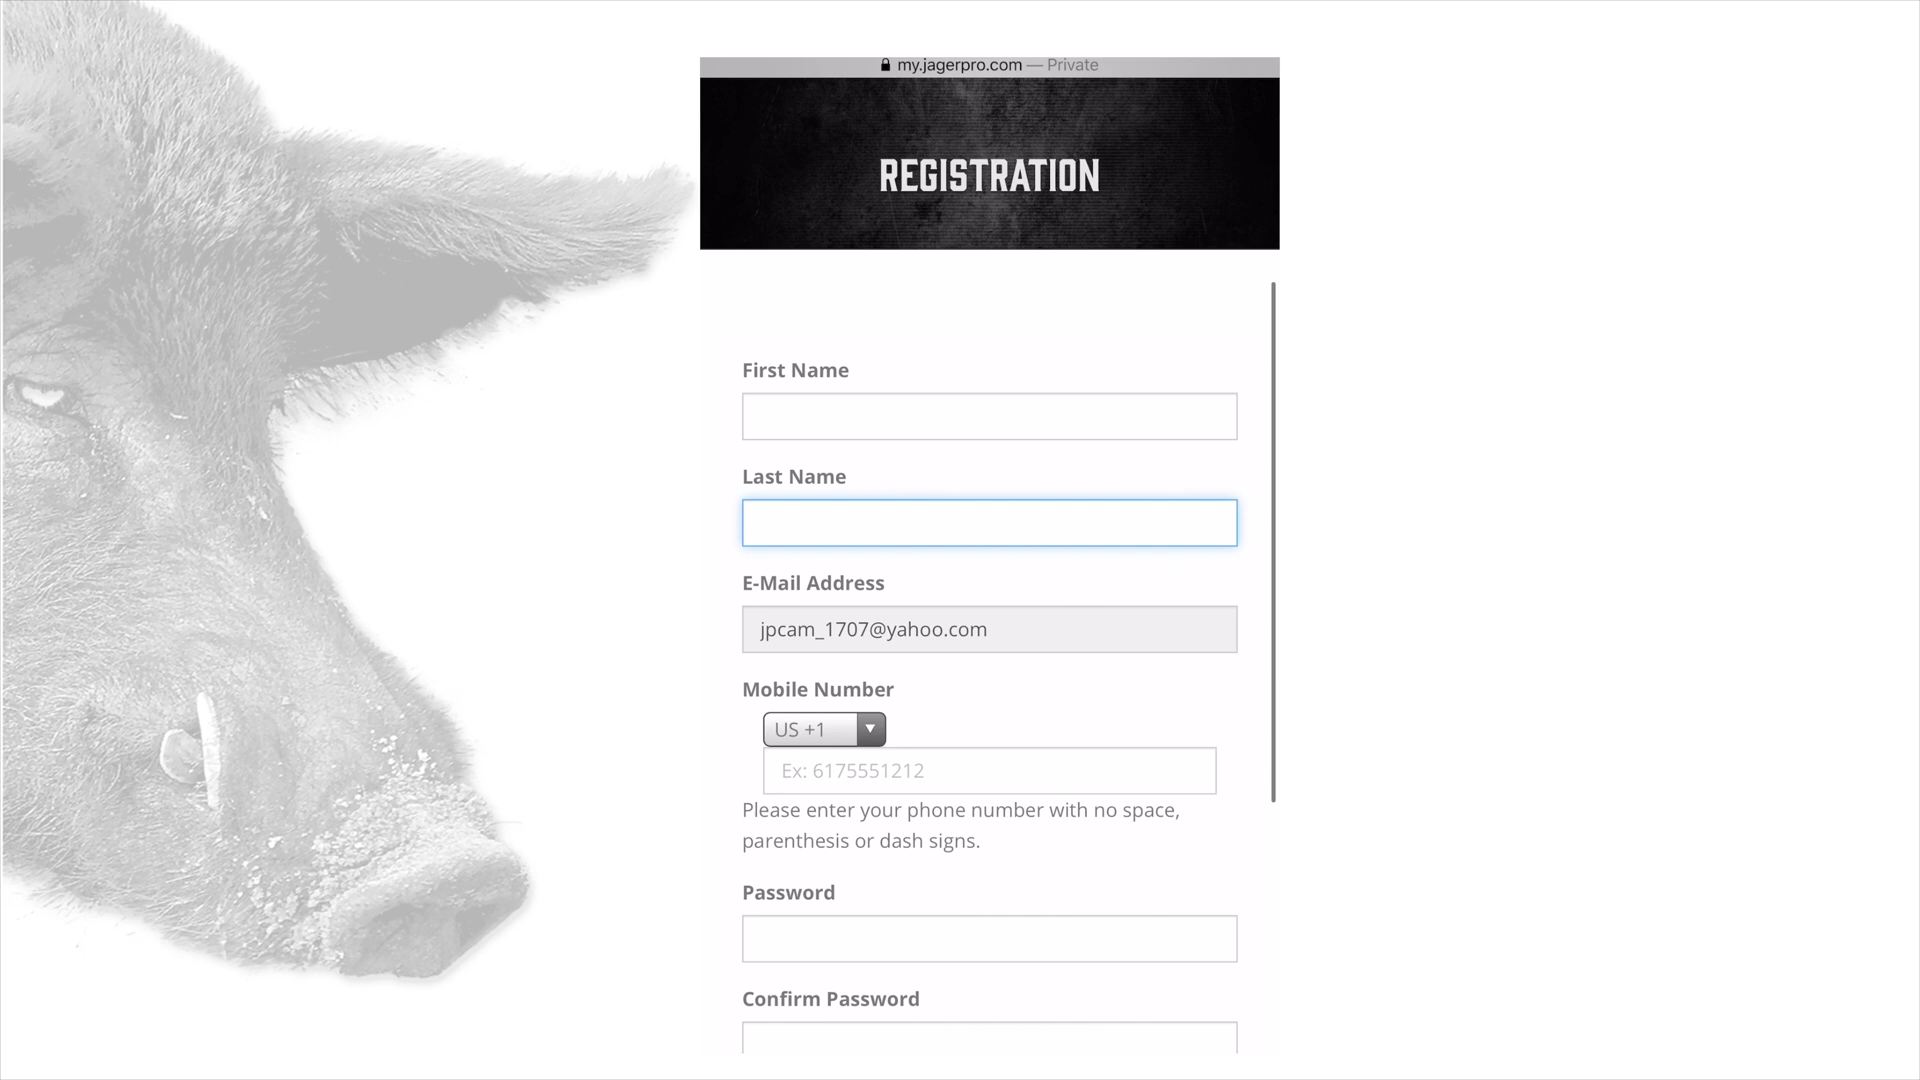 my.jagerpro.com — Private
REGISTRATION
First Name
Last Name
E-Mail Address
jpcam_1707@yahoo.com
Mobile Number
US +1
Ex: 6175551212
Please enter your phone number with no space,
parenthesis or dash signs.
Password
Confirm Password